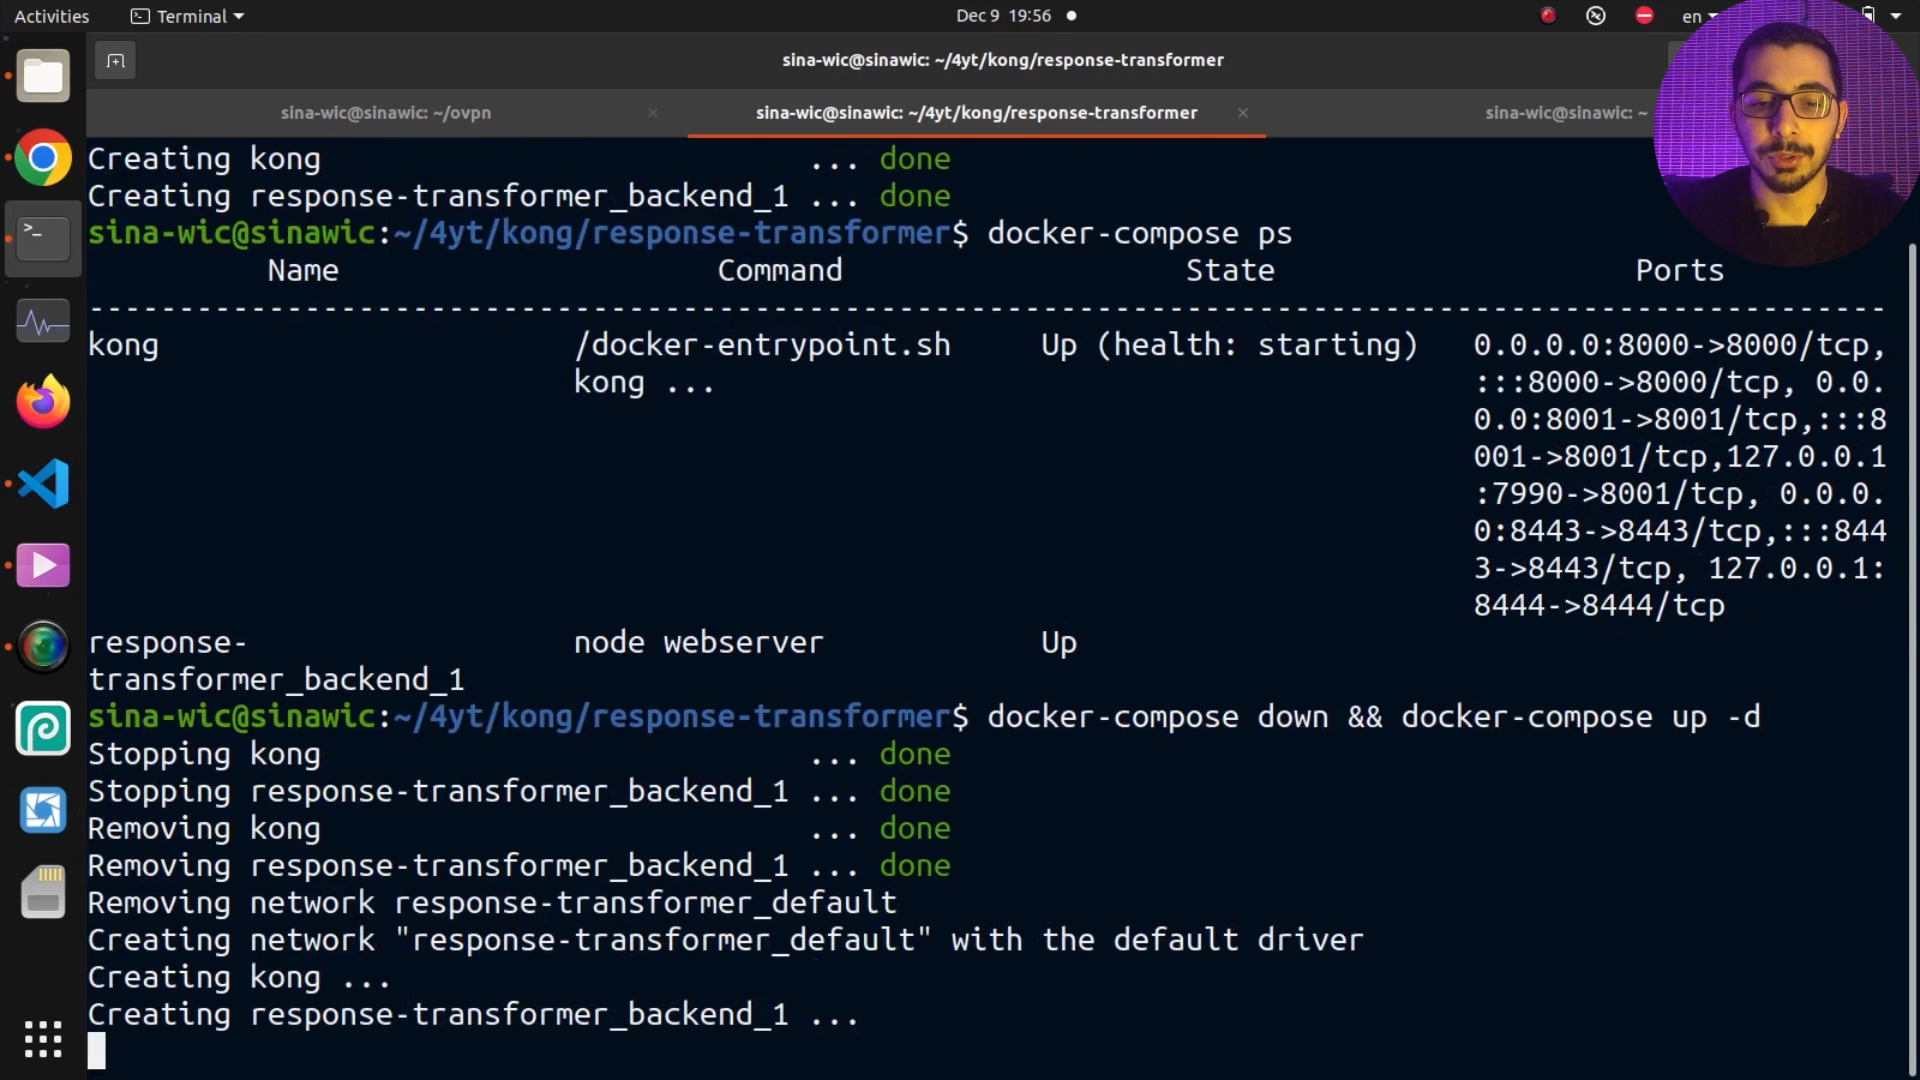 Activities
Terminal
Dec 9 19:56
en
sina-wic@sinawic: ~/4yt/kong/response-transformer
sina-wic@sinawic: ~/ovpn
sina-wic@sinawic: ~/4yt/kong/response-transformer
sina-wic@sinawic: ~
Creating kong ... done
Creating response-transformer_backend_1 ... done
sina-wic@sinawic:~/4yt/kong/response-transformer$ docker-compose ps
Name Command State Ports
------------------------------------------------------------------------------------------------
kong /docker-entrypoint.sh Up (health: starting) 0.0.0.0:8000->8000/tcp,
kong ... :::8000->8000/tcp, 0.0.
0.0:8001->8001/tcp,:::8
001->8001/tcp,127.0.0.1
:7990->8001/tcp, 0.0.0.
0:8443->8443/tcp,:::844
3->8443/tcp, 127.0.0.1:
8444->8444/tcp
response- node webserver Up
transformer_backend_1
sina-wic@sinawic:~/4yt/kong/response-transformer$ docker-compose down && docker-compose up -d
Stopping kong ... done
Stopping response-transformer_backend_1 ... done
Removing kong ... done
Removing response-transformer_backend_1 ... done
Removing network response-transformer_default
Creating network "response-transformer_default" with the default driver
Creating kong ...
Creating response-transformer_backend_1 ...